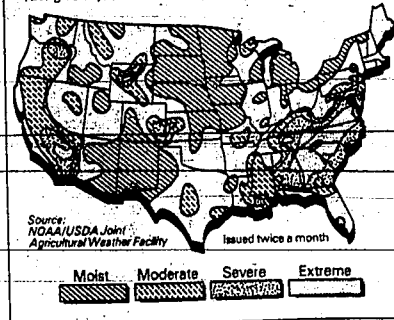 Source:
NOAA/USDA Joint
Agricultural Weather Facility
Issued twice a month
Moist Moderate Severe Extreme